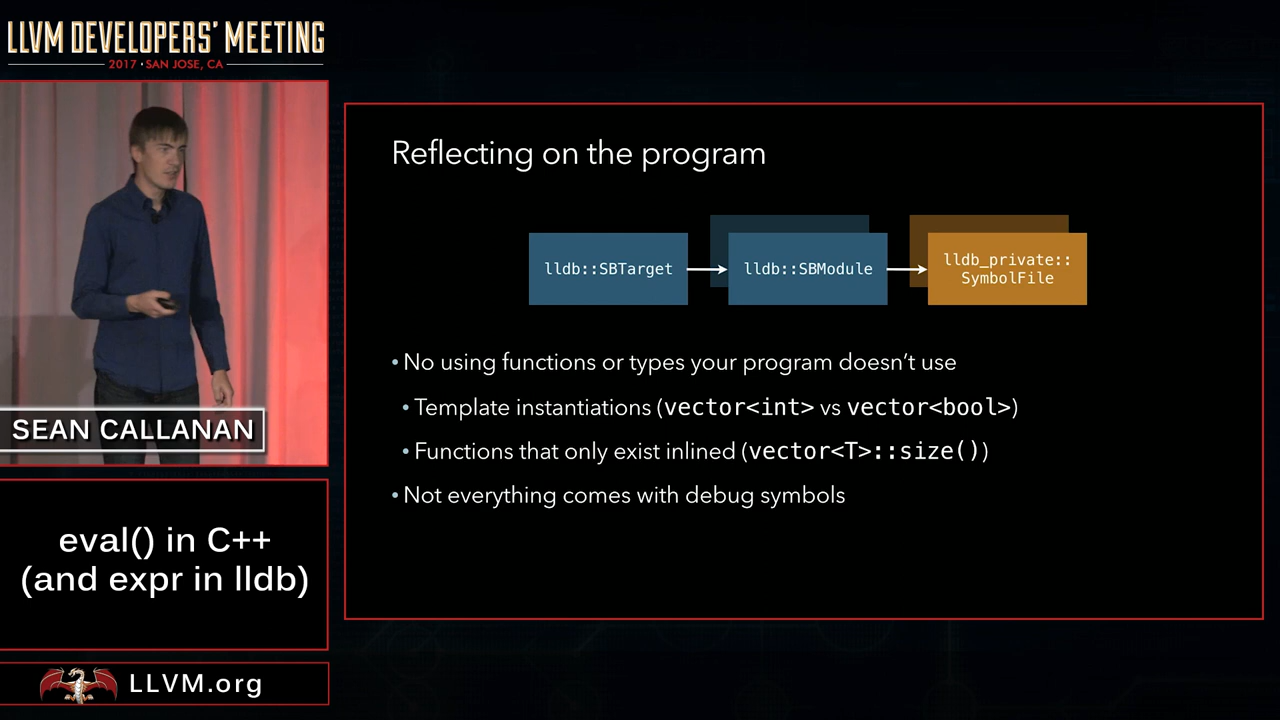 LLVM DEVELOPERS' MEETING
2017 • SAN JOSE, CA
SEAN CALLANAN
eval() in C++
(and expr in lldb)
LLVM.org
Reflecting on the program
lldb::SBTarget
lldb::SBModule
lldb_private::
SymbolFile
• No using functions or types your program doesn’t use
• Template instantiations (vector<int> vs vector<bool>)
• Functions that only exist inlined (vector<T>::size())
• Not everything comes with debug symbols